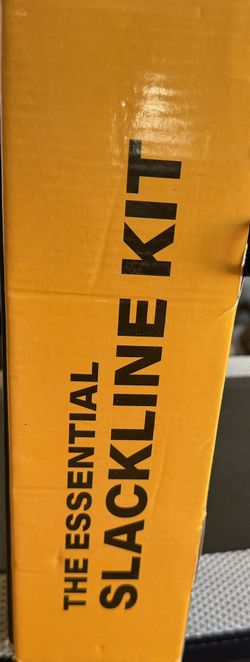 THE ESSENTIAL
SLACKLINE KIT